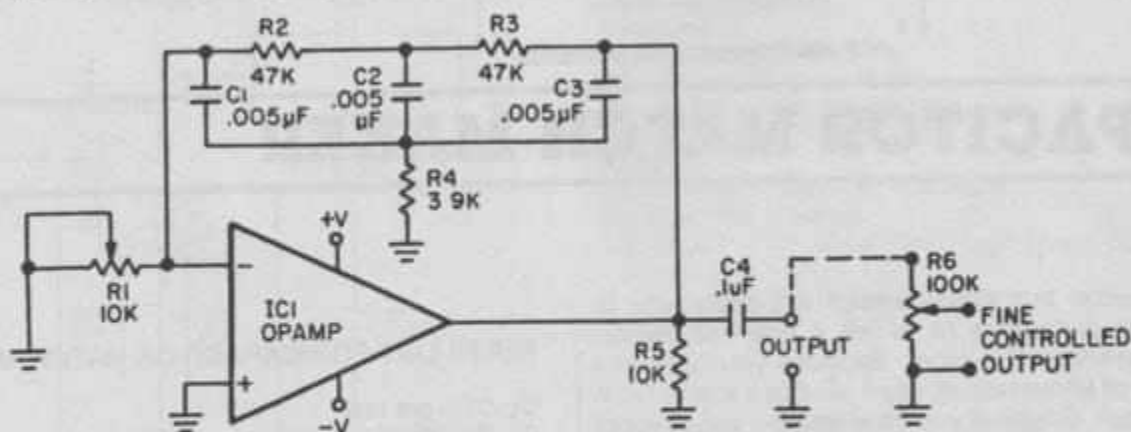 R2
47K
R3
47K
C1
.005µF
C2
.005
µF
C3
.005µF
R4
3 9K
+V
R1
10K
-
IC1
OPAMP
+
-V
C4
.1uF
R5
10K
OUTPUT
R6
100K
FINE
CONTROLLED
OUTPUT